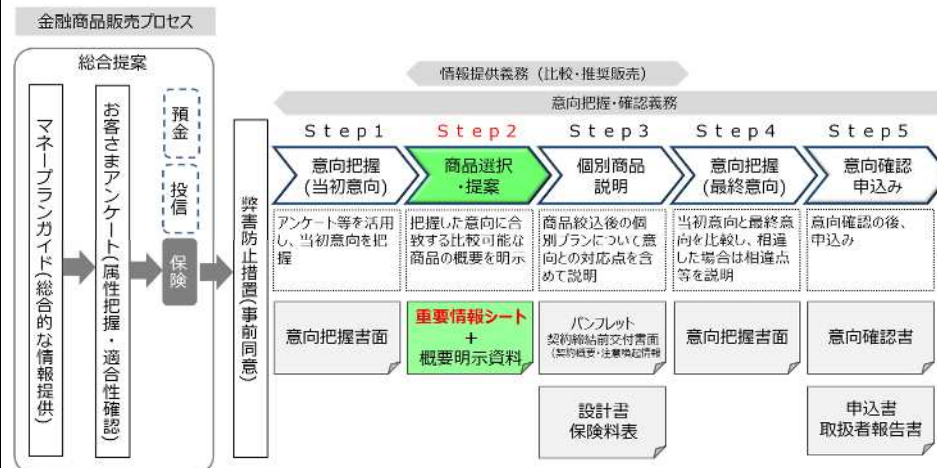 金融商品販売プロセス
総合提案
マネープランガイド(総合的な情報提供)
お客さまアンケート(属性把握・適合性確認)
預金
投信
保険
弊害防止措置(事前同意)
情報提供義務（比較・推奨販売）
意向把握・確認義務
Step1
Step2
Step3
Step4
Step5
意向把握
(当初意向)
商品選択
・提案
個別商品
説明
意向把握
(最終意向)
意向確認
申込み
アンケート等を活用
し、当初意向を把
握
把握した意向に合
致する比較可能な
商品の概要を明示
商品絞込後の個
別プランについて意
向との対応点を含
めて説明
当初意向と最終意
向を比較し、相違
した場合は相違点
等を説明
意向確認の後、
申込み
意向把握書面
重要情報シート
+
概要明示資料
パンフレット
契約締結前交付書面
(契約概要・注意喚起情報
意向把握書面
意向確認書
設計書
保険料表
申込書
取扱者報告書